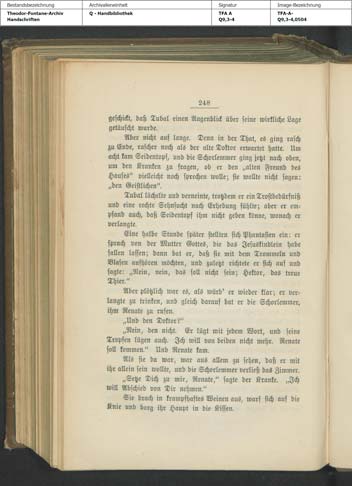 Bestandsbezeichnung
Archivalieneinheit
Signatur
Image-Bezeichnung
Theodor-Fontane-Archiv
Handschriften
Q - Handbibliothek
TFA A
Q9,3-4
TFA-A-
Q9,3-4,0504
248
geschickt, daß Tubal einen Augenblick über seine wirkliche Lage
getäuscht wurde.
Aber nicht auf lange. Denn in der That, es ging rasch
zu Ende, rascher noch als der alte Doktor erwartet hatte. Um
acht kam Seidentopf, und die Schorlemmer ging jetzt nach oben,
um den Kranken zu fragen, ob er den „alten Freund des
Hauses“ vielleicht noch sprechen wolle; sie wollte nicht sagen:
„den Geistlichen“.
Tubal lächelte und verneinte, trotzdem er ein Trostbedürfniß
und eine rechte Sehnsucht nach Erhebung fühlte; aber er em-
pfand auch, daß Seidentopf ihm nicht geben könne, wonach er
verlangte.
Eine halbe Stunde später stellten sich Phantasien ein: er
sprach von der Mutter Gottes, die das Jesuskindlein habe
fallen lassen; dann bat er, daß sie mit dem Trommeln und
Blasen aufhören möchten, und zuletzt richtete er sich auf und
sagte: „Nein, nein, das soll nicht sein; Hektor, das treue
Thier.“
Aber plötzlich war es, als würd' er wieder klar; er ver-
langte zu trinken, und gleich darauf bat er die Schorlemmer,
ihm Renate zu rufen.
„Und den Doktor?“
„Nein, den nicht. Er lügt mit jedem Wort, und seine
Tropfen lügen auch. Ich will von beiden nicht mehr. Renate
soll kommen.“ Und Renate kam.
Als sie da war, war aus allem zu sehen, daß er mit
ihr allein sein wollte, und die Schorlemmer verließ das Zimmer.
„Setze Dich zu mir, Renate,“ sagte der Kranke. „Ich
will Abschied von Dir nehmen.“
Sie brach in krampfhaftes Weinen aus, warf sich auf die
Knie und barg ihr Haupt in die Kissen.